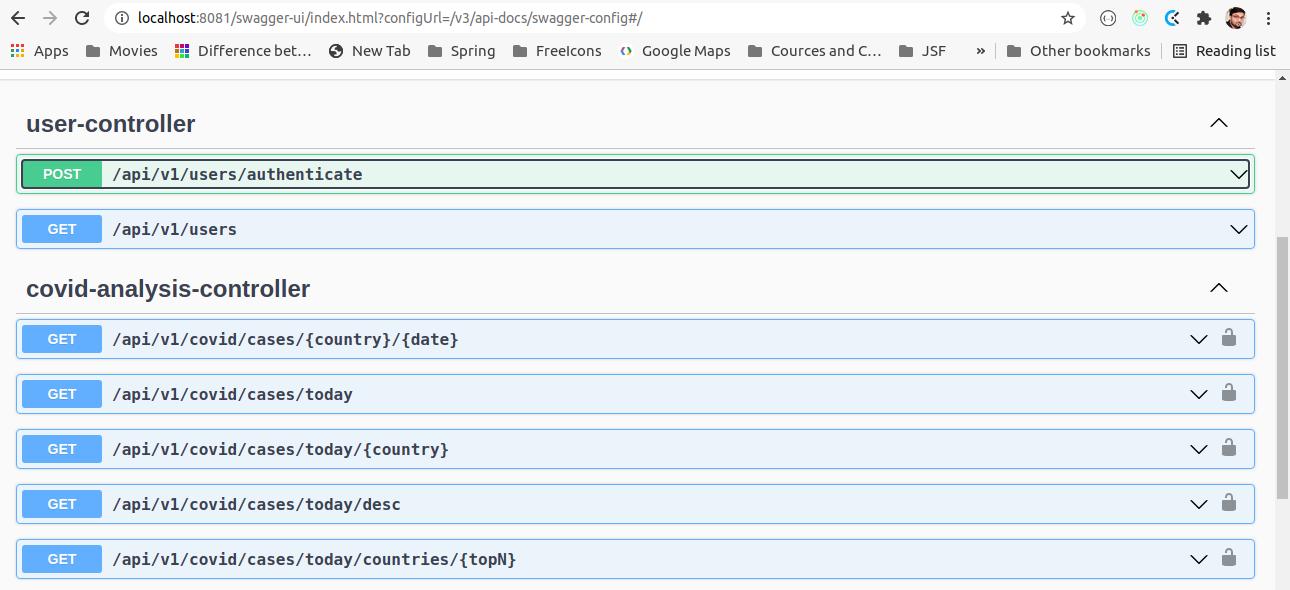 localhost:8081/swagger-ui/index.html?configUrl=/v3/api-docs/swagger-config#/
Apps Movies Difference bet... New Tab Spring FreeIcons Google Maps Cources and C... JSF » Other bookmarks Reading list
user-controller
POST /api/v1/users/authenticate
GET /api/v1/users
covid-analysis-controller
GET /api/v1/covid/cases/{country}/{date}
GET /api/v1/covid/cases/today
GET /api/v1/covid/cases/today/{country}
GET /api/v1/covid/cases/today/desc
GET /api/v1/covid/cases/today/countries/{topN}